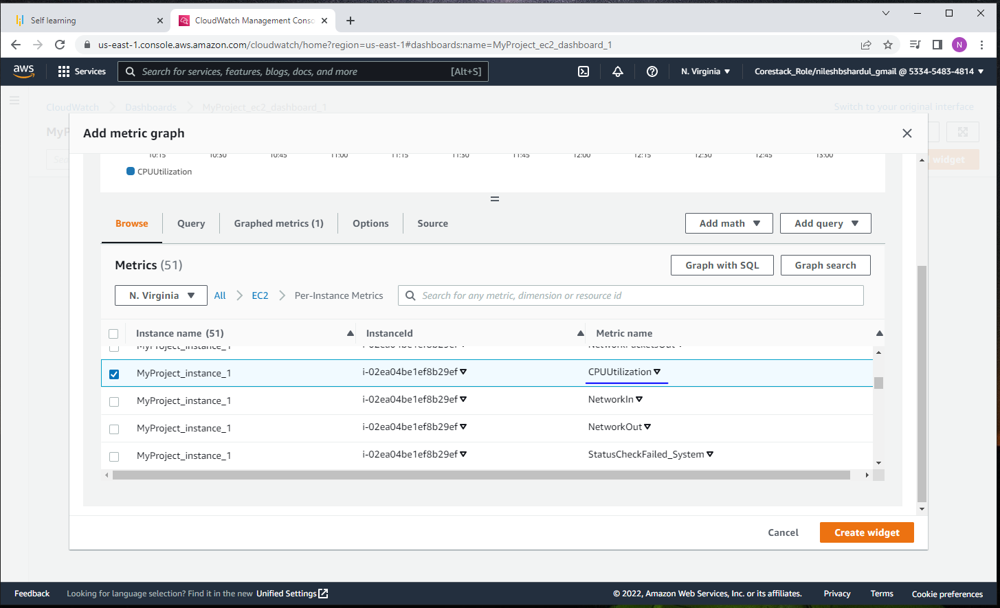 Self learning
CloudWatch Management Conso
us-east-1.console.aws.amazon.com/cloudwatch/home?region=us-east-1#dashboards:name=MyProject_ec2_dashboard_1
N
aws
Services
Search for services, features, blogs, docs, and more [Alt+S]
N. Virginia
Corestack_Role/nileshbshardul_gmail @ 5334-5483-4814
CloudWatch Dashboards MyProject_ec2_dashboard_1
Switch to your original interface
MyP
Sea
widget
Add metric graph
10:15 10:30 10:45 11:00 11:15 11:30 11:45 12:00 12:15 12:30 12:45 13:00
CPUUtilization
Browse Query Graphed metrics (1) Options Source
Add math Add query
Metrics (51)
Graph with SQL Graph search
N. Virginia All EC2 Per-Instance Metrics
Search for any metric, dimension or resource id
Instance name (51) InstanceId Metric name
MyProject_instance_1 i-02ea04be1ef8b29ef NetworkPacketsOut
MyProject_instance_1 i-02ea04be1ef8b29ef CPUUtilization
MyProject_instance_1 i-02ea04be1ef8b29ef NetworkIn
MyProject_instance_1 i-02ea04be1ef8b29ef NetworkOut
MyProject_instance_1 i-02ea04be1ef8b29ef StatusCheckFailed_System
Cancel Create widget
Feedback Looking for language selection? Find it in the new Unified Settings
© 2022, Amazon Web Services, Inc. or its affiliates. Privacy Terms Cookie preferences